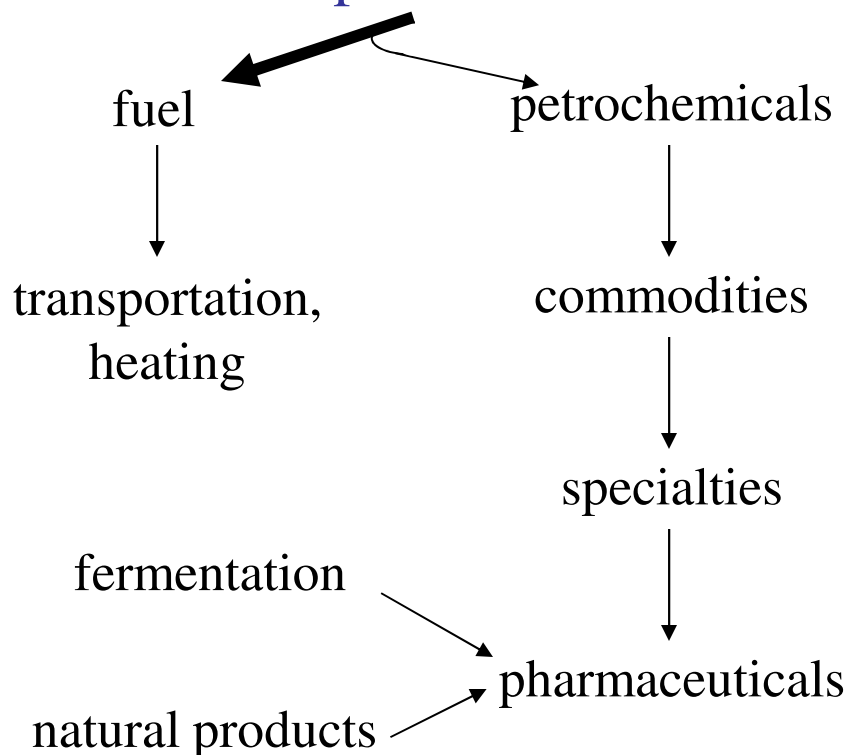 fuel
petrochemicals
transportation,
heating
commodities
specialties
fermentation
pharmaceuticals
natural products